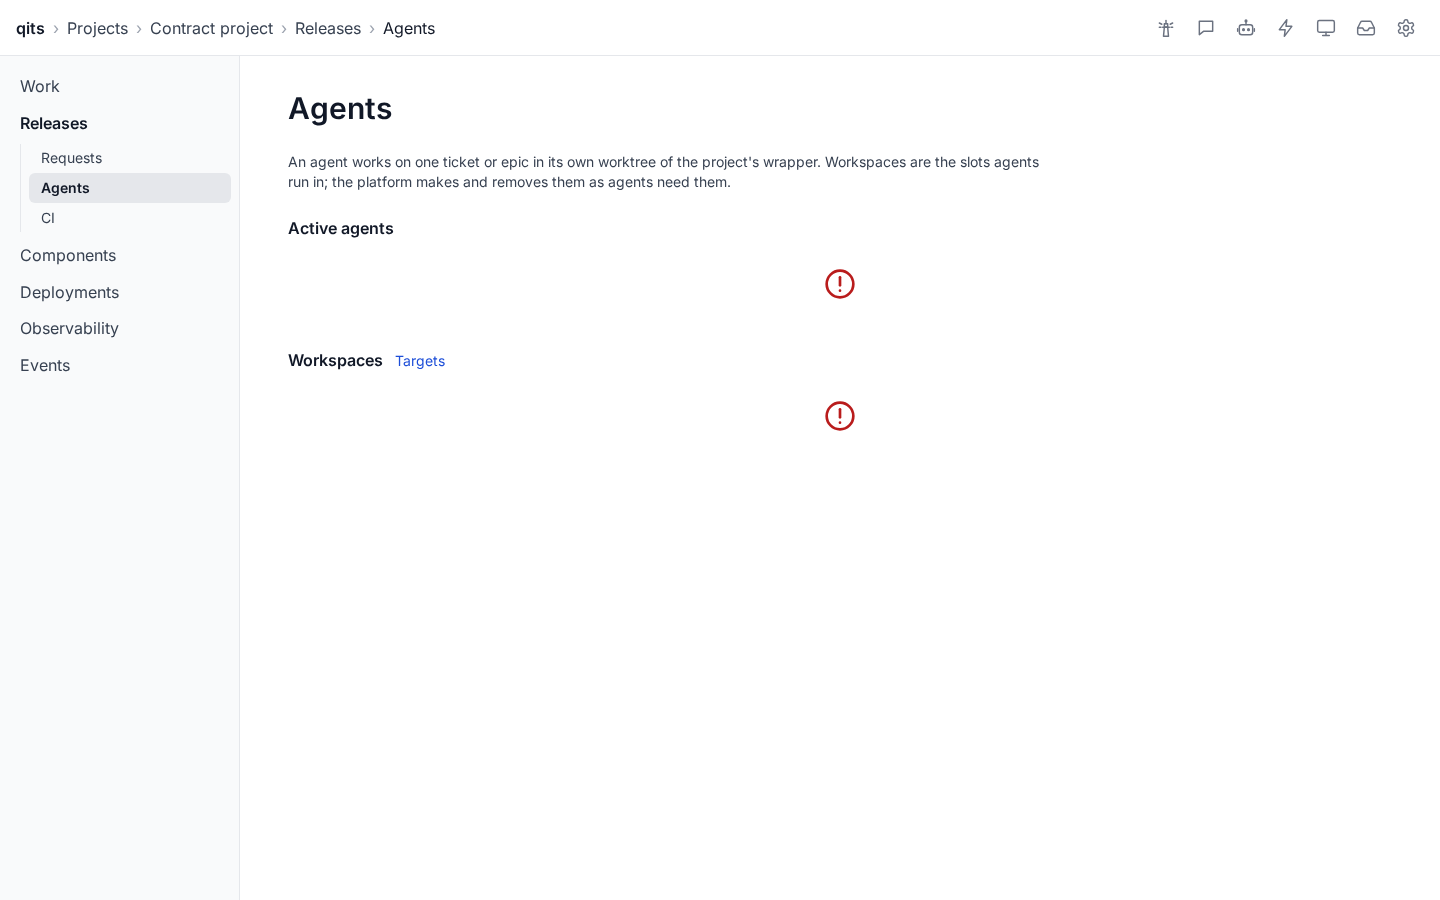 qits › Projects › Contract project › Releases › Agents
Work
Releases
Requests
Agents
CI
Components
Deployments
Observability
Events
Agents
An agent works on one ticket or epic in its own worktree of the project's wrapper. Workspaces are the slots agents
run in; the platform makes and removes them as agents need them.
Active agents
Workspaces Targets